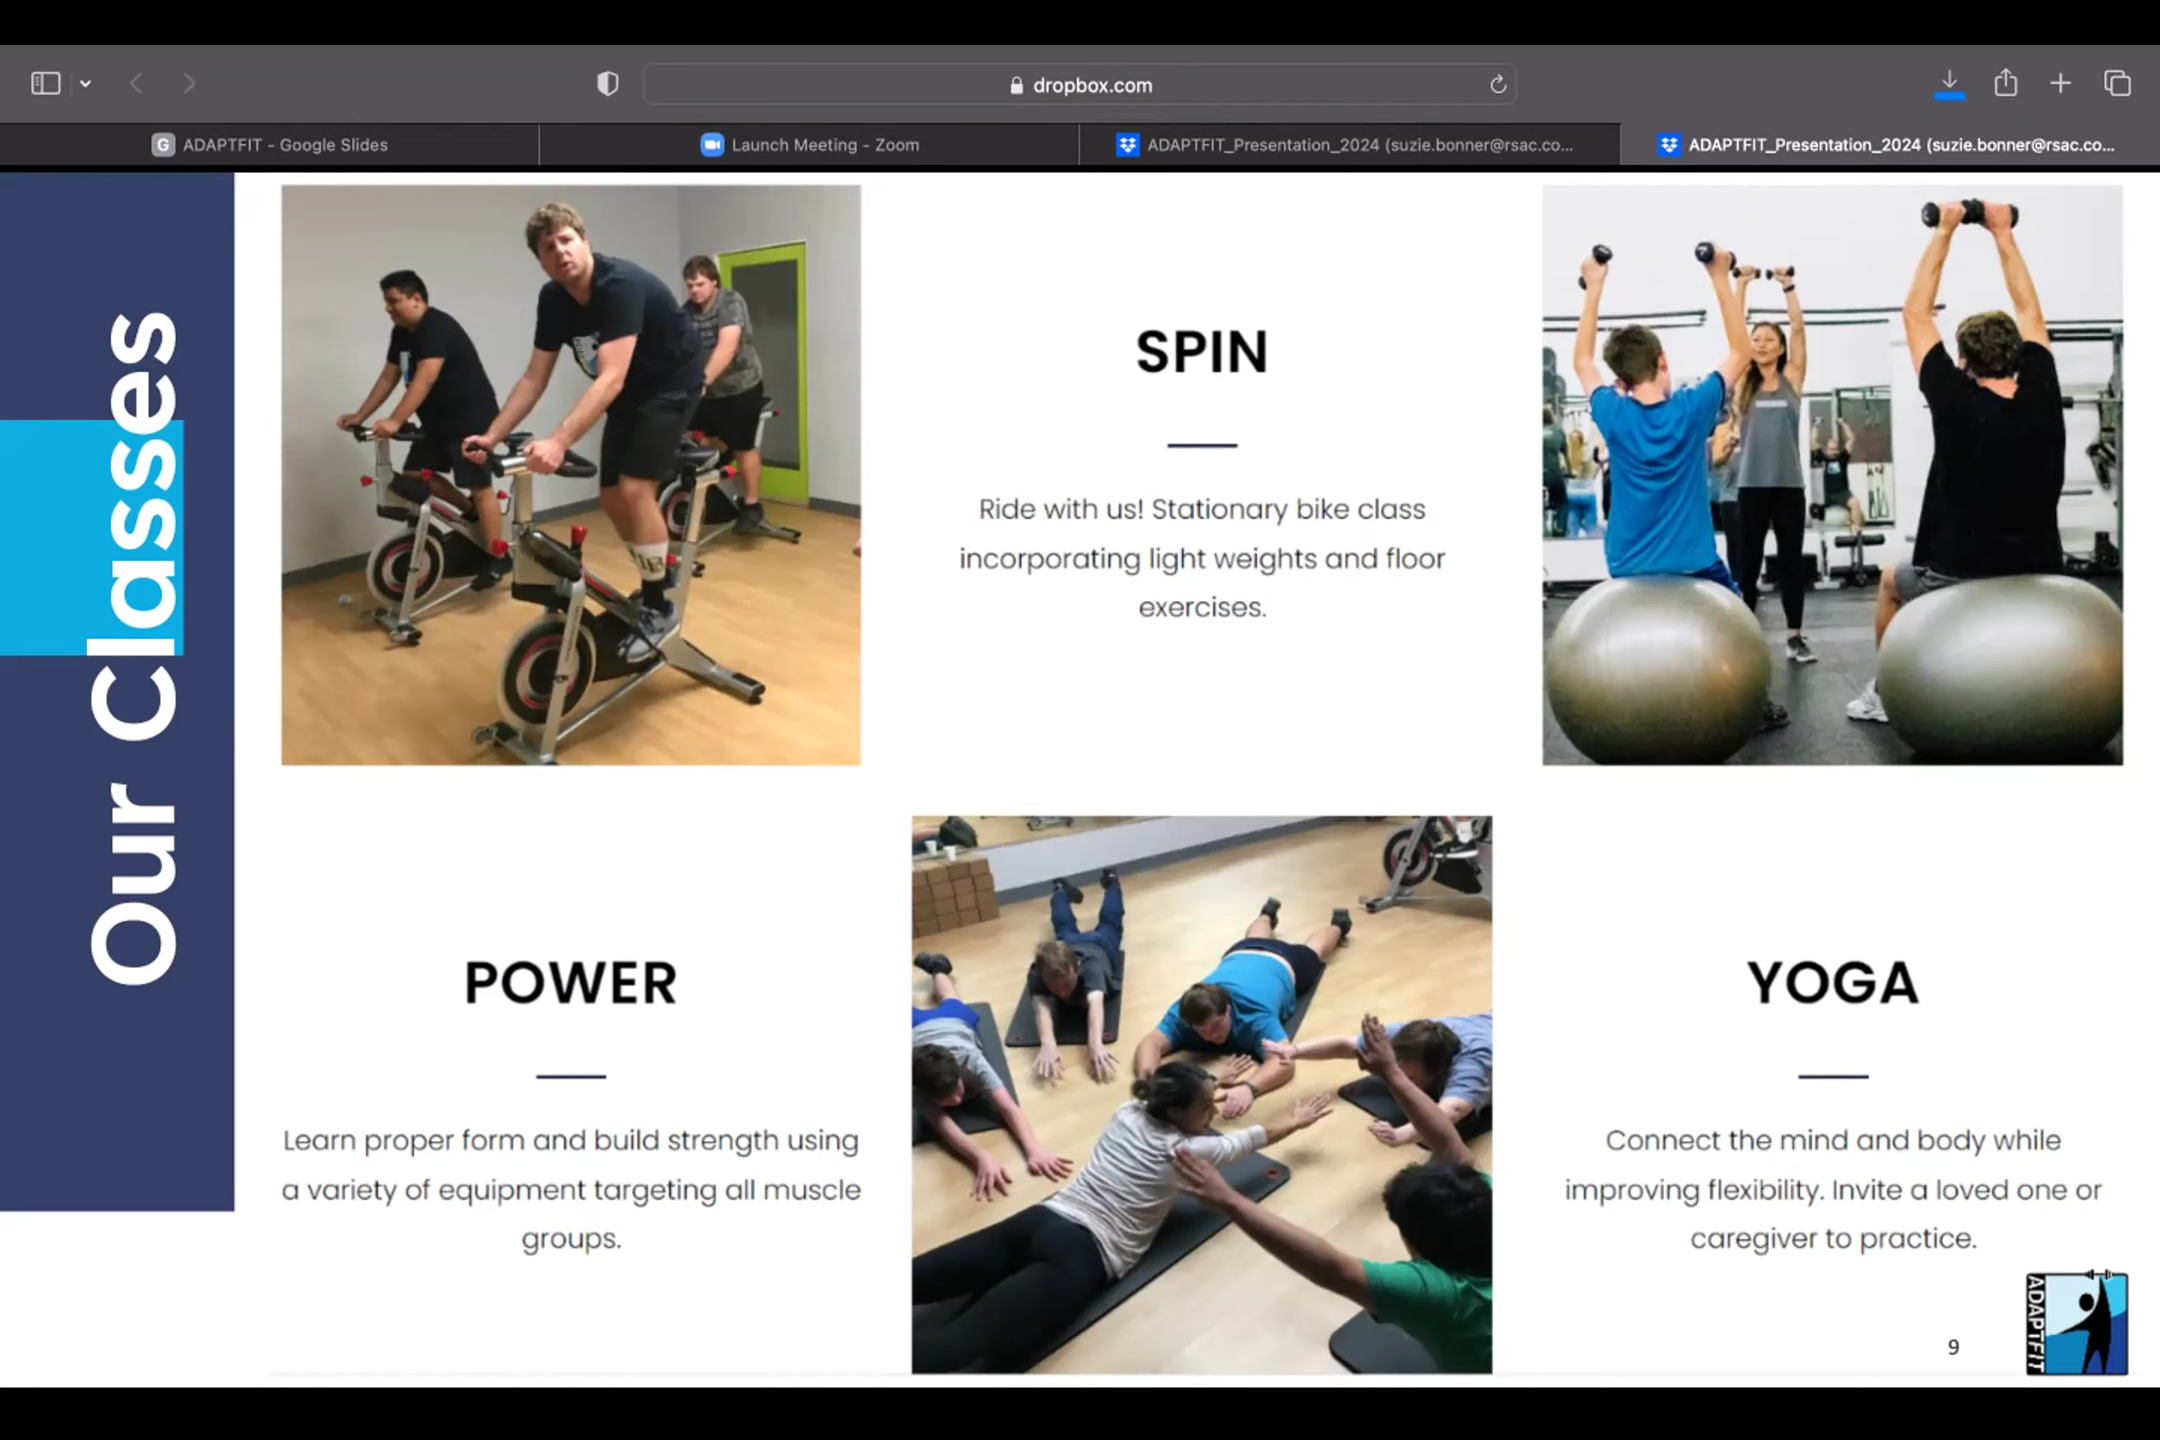 dropbox.com
ADAPTFIT - Google Slides
Launch Meeting - Zoom
ADAPTFIT_Presentation_2024 (suzie.bonner@rsac.co...
ADAPTFIT_Presentation_2024 (suzie.bonner@rsac.co...
Our Classes
SPIN
Ride with us! Stationary bike class
incorporating light weights and floor
exercises.
POWER
Learn proper form and build strength using
a variety of equipment targeting all muscle
groups.
YOGA
Connect the mind and body while
improving flexibility. Invite a loved one or
caregiver to practice.
9
ADAPTFIT